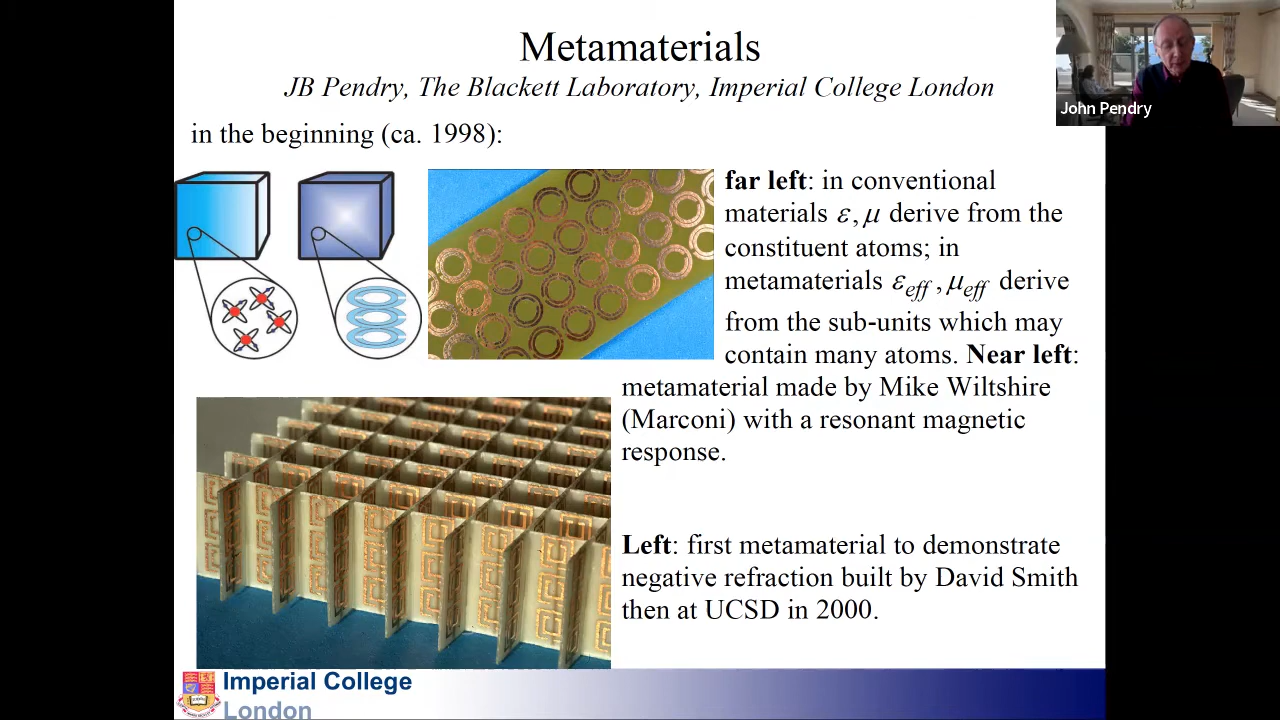 Metamaterials
JB Pendry, The Blackett Laboratory, Imperial College London
John Pendry
in the beginning (ca. 1998):
far left: in conventional
materials ε, μ derive from the
constituent atoms; in
metamaterials ε_eff, μ_eff derive
from the sub-units which may
contain many atoms. Near left:
metamaterial made by Mike Wiltshire
(Marconi) with a resonant magnetic
response.
Left: first metamaterial to demonstrate
negative refraction built by David Smith
then at UCSD in 2000.
Imperial College
London